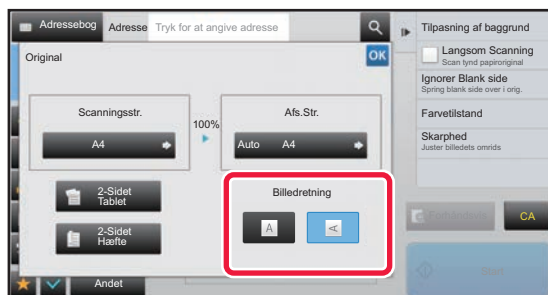 Adressebog
Adresse
Tryk for at angive adresse
Original
OK
Scanningsstr.
A4
100%
Afs.Str.
Auto A4
2-Sidet
Tablet
2-Sidet
Hæfte
Billedretning
A
A
Andet
Tilpasning af baggrund
Langsom Scanning
Scan tynd papiroriginal
Ignorer Blank side
Spring blank side over i orig.
Farvetilstand
Skarphed
Juster billedets omrids
CA